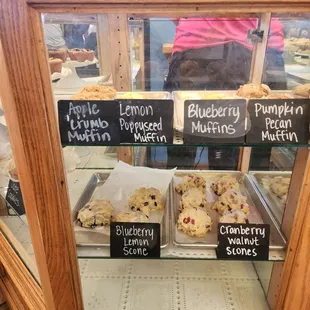 Apple
Crumb
Muffin
Lemon
Poppyseed
Muffin
Blueberry
Muffins
Pumpkin
Pecan
Muffin
Blueberry
Lemon
Scone
Cranberry
Walnut
Scones